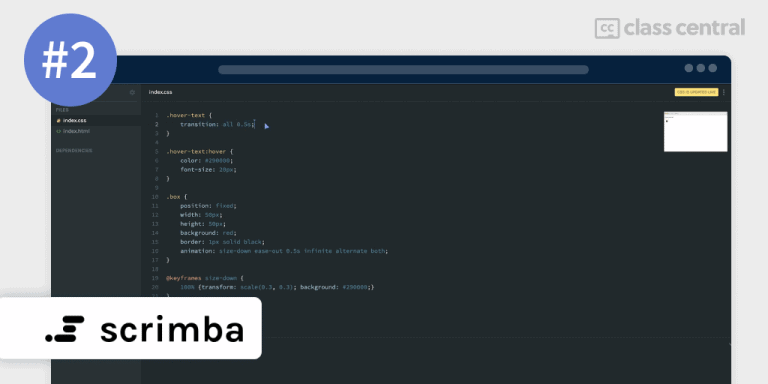 #2
cc class central
index.css
CSS IS UPDATED LIVE
FILES
index.css
index.html
DEPENDENCIES
1 .hover-text {
2 transition: all 0.5s;
3 }
4
5 .hover-text:hover {
6 color: #290000;
7 font-size: 20px;
8 }
9
10 .box {
11 position: fixed;
12 width: 50px;
13 height: 50px;
14 background: red;
15 border: 1px solid black;
16 animation: size-down ease-out 0.5s infinite alternate both;
17 }
18
19 @keyframes size-down {
20 100% {transform: scale(0.3, 0.3); background: #290000;}
scrimba